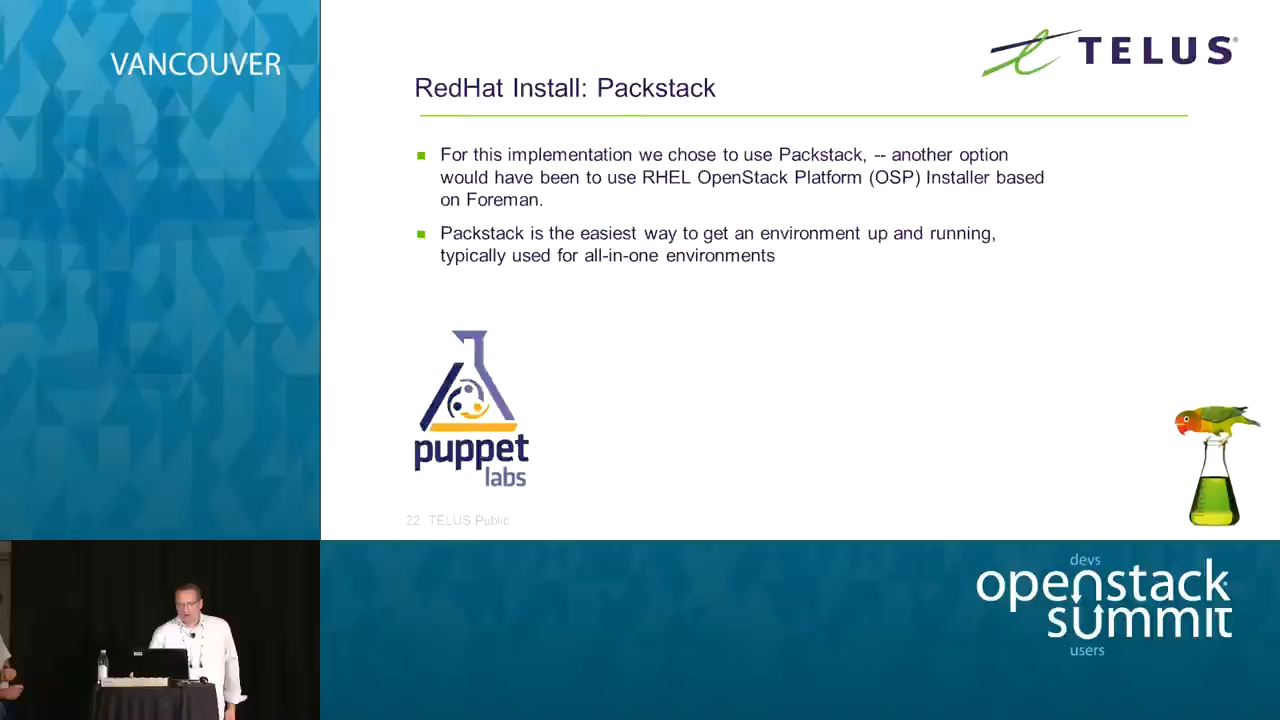 VANCOUVER
TELUS®
RedHat Install: Packstack
For this implementation we chose to use Packstack, -- another option
would have been to use RHEL OpenStack Platform (OSP) Installer based
on Foreman.
Packstack is the easiest way to get an environment up and running,
typically used for all-in-one environments
puppet
labs
22 TELUS Public
devs
openstack
summit
users